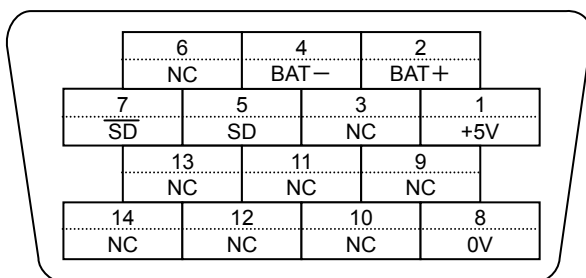 6 4 2
NC BAT− BAT+
7 5 3 1
S̅D̅ SD NC +5V
13 11 9
NC NC NC
14 12 10 8
NC NC NC 0V